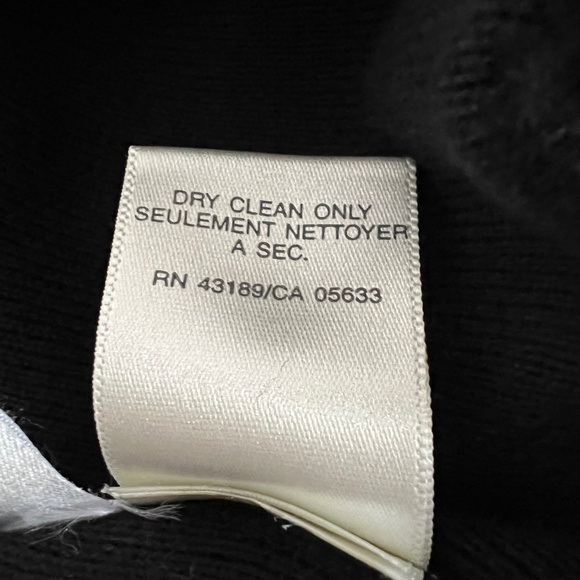 DRY CLEAN ONLY
SEULEMENT NETTOYER
A SEC.
RN 43189/CA 05633